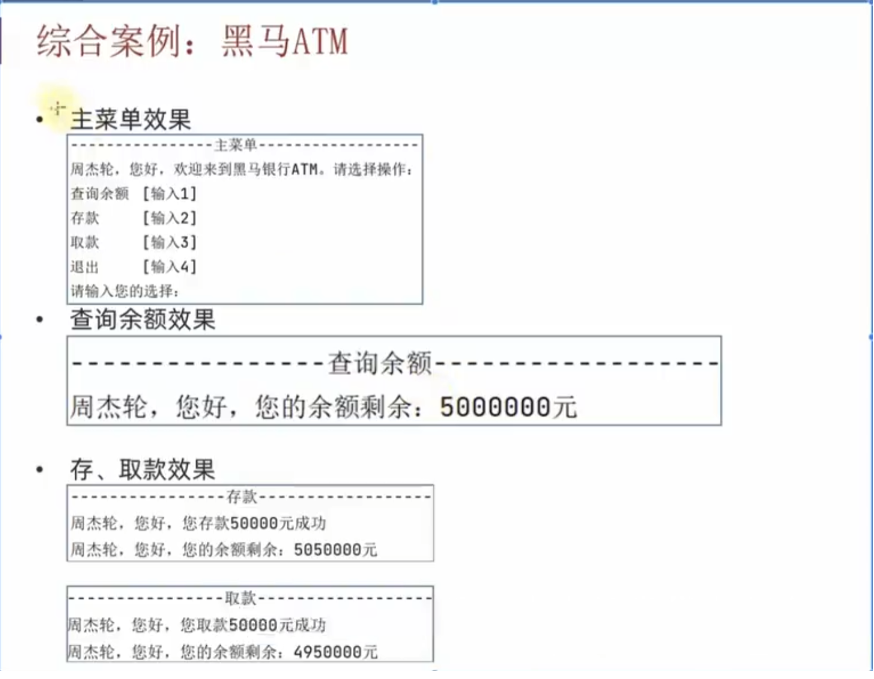 综合案例：黑马ATM
• 主菜单效果
----------------主菜单------------------
周杰轮，您好，欢迎来到黑马银行ATM。请选择操作：
查询余额 [输入1]
存款 [输入2]
取款 [输入3]
退出 [输入4]
请输入您的选择：
• 查询余额效果
----------------查询余额------------------
周杰轮，您好，您的余额剩余：5000000元
• 存、取款效果
----------------存款------------------
周杰轮，您好，您存款50000元成功
周杰轮，您好，您的余额剩余：5050000元
----------------取款------------------
周杰轮，您好，您取款50000元成功
周杰轮，您好，您的余额剩余：4950000元